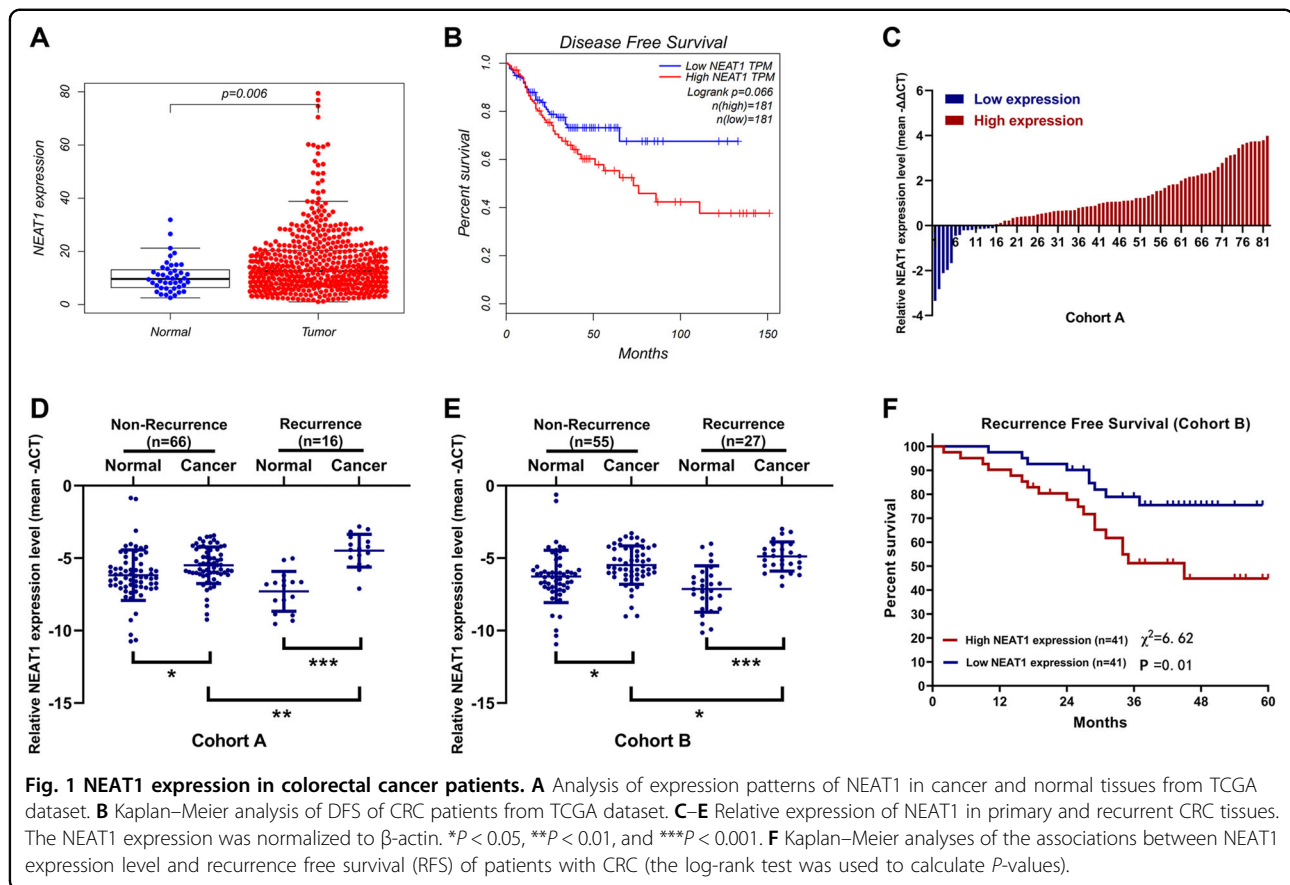 A
p=0.006
NEAT1 expression
80
60
40
20
0
Normal
Tumor
B
Disease Free Survival
Low NEAT1 TPM
High NEAT1 TPM
Logrank p=0.066
n(high)=181
n(low)=181
Percent survival
1.0
0.8
0.6
0.4
0.2
0.0
0
50
100
150
Months
C
Low expression
High expression
Relative NEAT1 expression level (mean -ΔΔCT)
6
4
2
0
-2
-4
6 11 16 21 26 31 36 41 46 51 56 61 66 71 76 81
Cohort A
D
Non-Recurrence
(n=66)
Recurrence
(n=16)
Normal Cancer Normal Cancer
Relative NEAT1 expression level (mean -ΔCT)
0
-5
-10
-15
*
***
**
Cohort A
E
Non-Recurrence
(n=55)
Recurrence
(n=27)
Normal Cancer Normal Cancer
Relative NEAT1 expression level (mean -ΔCT)
0
-5
-10
-15
*
***
*
Cohort B
F
Recurrence Free Survival (Cohort B)
Percent survival
100
90
80
70
60
50
40
30
20
10
0
High NEAT1 expression (n=41) χ²=6.62
Low NEAT1 expression (n=41) P =0.01
0 12 24 36 48 60
Months
Fig. 1 NEAT1 expression in colorectal cancer patients. A Analysis of expression patterns of NEAT1 in cancer and normal tissues from TCGA
dataset. B Kaplan–Meier analysis of DFS of CRC patients from TCGA dataset. C–E Relative expression of NEAT1 in primary and recurrent CRC tissues.
The NEAT1 expression was normalized to β-actin. *P < 0.05, **P < 0.01, and ***P < 0.001. F Kaplan–Meier analyses of the associations between NEAT1
expression level and recurrence free survival (RFS) of patients with CRC (the log-rank test was used to calculate P-values).